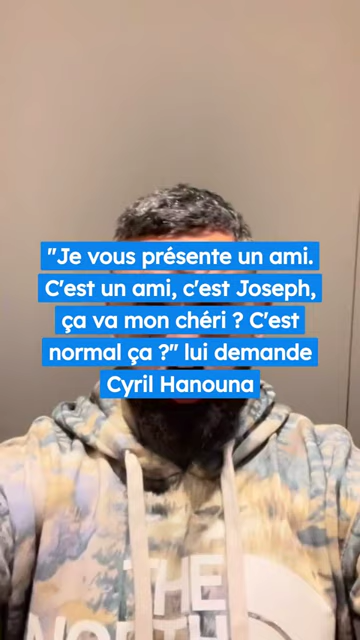 "Je vous présente un ami.
C'est un ami, c'est Joseph,
ça va mon chéri ? C'est
normal ça ?" lui demande
Cyril Hanouna
THE
NORTH